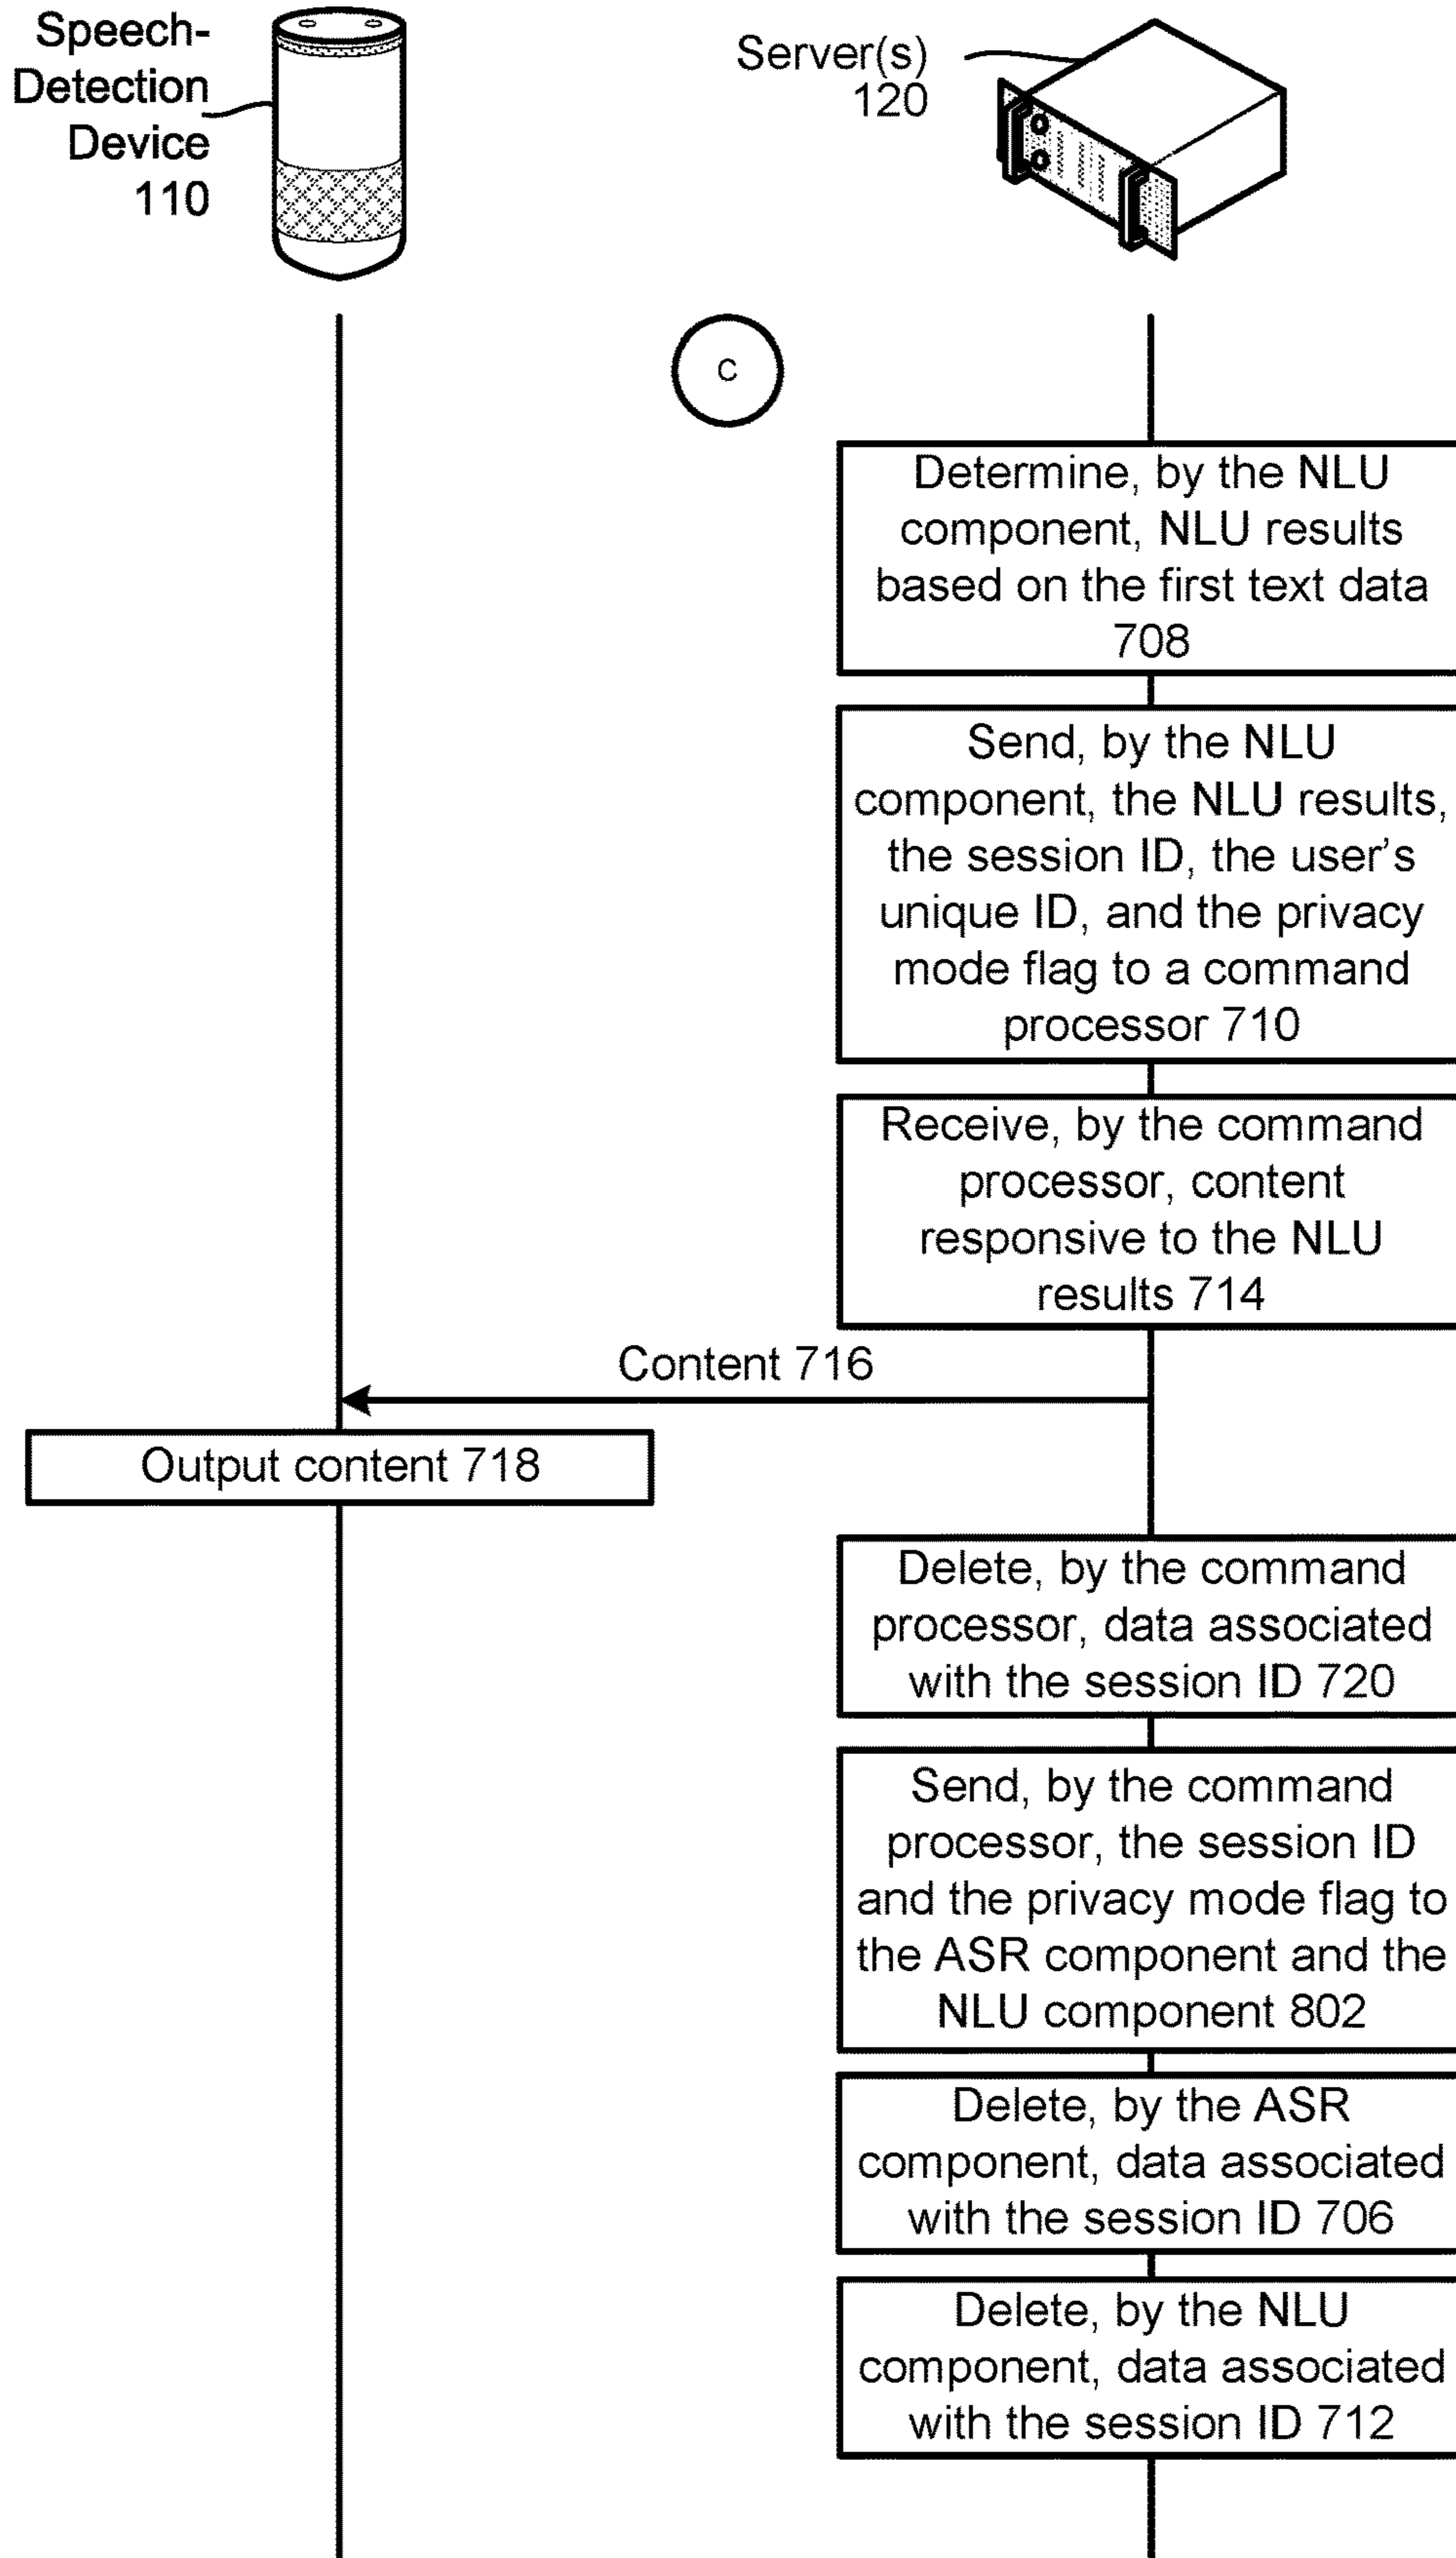 Speech-
Detection
Device
110
Server(s)
120
C
Determine, by the NLU
component, NLU results
based on the first text data
708
Send, by the NLU
component, the NLU results,
the session ID, the user's
unique ID, and the privacy
mode flag to a command
processor 710
Receive, by the command
processor, content
responsive to the NLU
results 714
Content 716
Output content 718
Delete, by the command
processor, data associated
with the session ID 720
Send, by the command
processor, the session ID
and the privacy mode flag to
the ASR component and the
NLU component 802
Delete, by the ASR
component, data associated
with the session ID 706
Delete, by the NLU
component, data associated
with the session ID 712